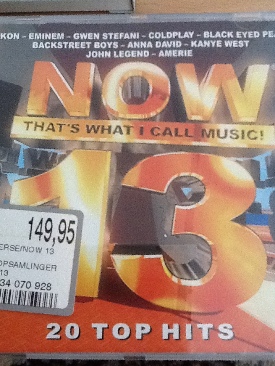 KON – EMINEM – GWEN STEFANI – COLDPLAY – BLACK EYED PE
BACKSTREET BOYS – ANNA DAVID – KANYE WEST
JOHN LEGEND – AMERIE
NOW
THAT'S WHAT I CALL MUSIC!
13
149,95
ERSE/NOW 13
OPSAMLINGER
13
34 070 928
20 TOP HITS